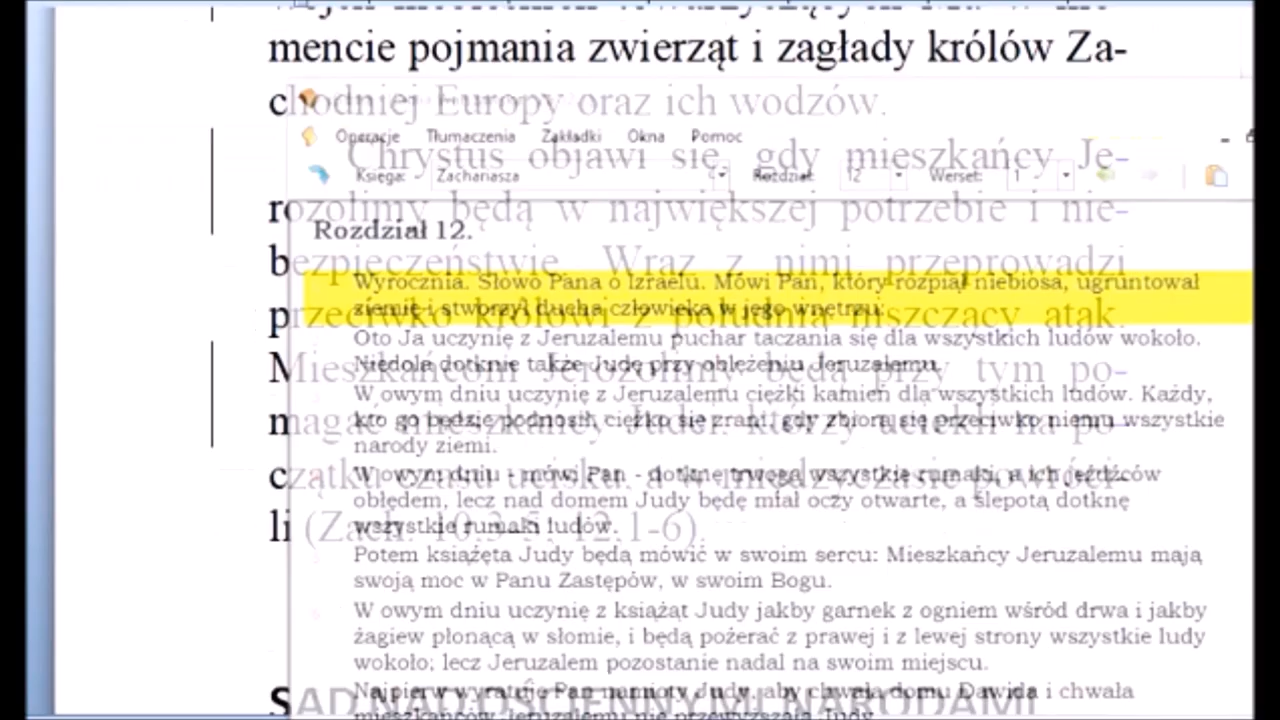 mencie pojmania zwierząt i zagłady królów Za-
chodniej Europy oraz ich wodzów.
Operacje Tłumaczenia Zakładki Okna Pomoc
Chrystus objawi się, gdy mieszkańcy Je-
Księga: Zachariasza Rozdział: 12 Werset: 1
rozolimy będą w największej potrzebie i nie-
Rozdział 12.
bezpieczeństwie. Wraz z nimi przeprowadzi
Wyrocznia. Słowo Pana o Izraelu. Mówi Pan, który rozpiął niebiosa, ugruntował
ziemię i stworzył ducha człowieka w jego wnętrzu:
przeciwko królowi z południa niszczący atak.
Oto Ja uczynię z Jeruzalemu puchar taczania się dla wszystkich ludów wokoło.
Niedola dotknie także Judę przy oblężeniu Jeruzalemu.
Mieszkańcom Jerozolimy będą przy tym po-
W owym dniu uczynię z Jeruzalemu ciężki kamień dla wszystkich ludów. Każdy,
kto go będzie podnosił, ciężko się zrani, gdy zbiorą się przeciwko niemu wszystkie
magać mieszkańcy Judei, którzy uciekli na po-
narody ziemi.
W owym dniu - mówi Pan - dotknę trwogą wszystkie rumaki, a ich jeźdźców
czątku czasu ucisku, a w międzyczasie
obłędem, lecz nad domem Judy będę miał oczy otwarte, a ślepotą dotknę
wszystkie rumaki ludów.
li (Zach. 10,3-5; 12,1-6).
Potem książęta Judy będą mówić w swoim sercu: Mieszkańcy Jeruzalemu mają
swoją moc w Panu Zastępów, w swoim Bogu.
W owym dniu uczynię z książąt Judy jakby garnek z ogniem wśród drwa i jakby
żagiew płonącą w słomie, i będą pożerać z prawej i z lewej strony wszystkie ludy
wokoło; lecz Jeruzalem pozostanie nadal na swoim miejscu.
Najpierw wyratuje Pan namioty Judy, aby chwała domu Dawida i chwała
SĄD NAD OŚCIENNYMI NARODAMI
mieszkańców Jeruzalemu nie przewyższała Judy.